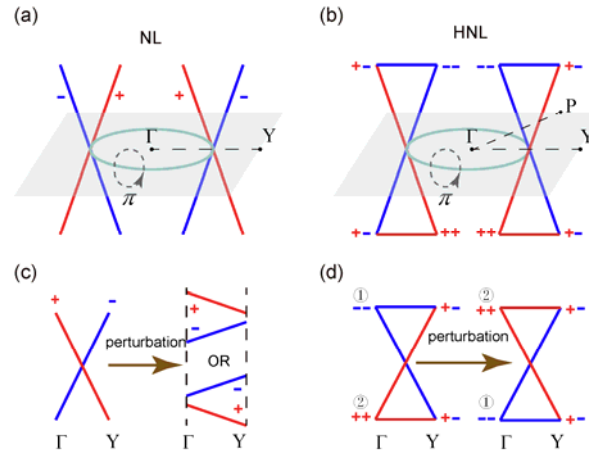 (a)
NL
- + + -
Γ Y
π
(b)
HNL
+- -- -- +-
P
Γ Y
π
+- ++ ++ +-
(c)
+ -
perturbation
+
-
OR
-
+
Γ Y Γ Y
(d)
① ②
-- +- ++ +-
perturbation
② ①
++ +- -- +-
Γ Y Γ Y